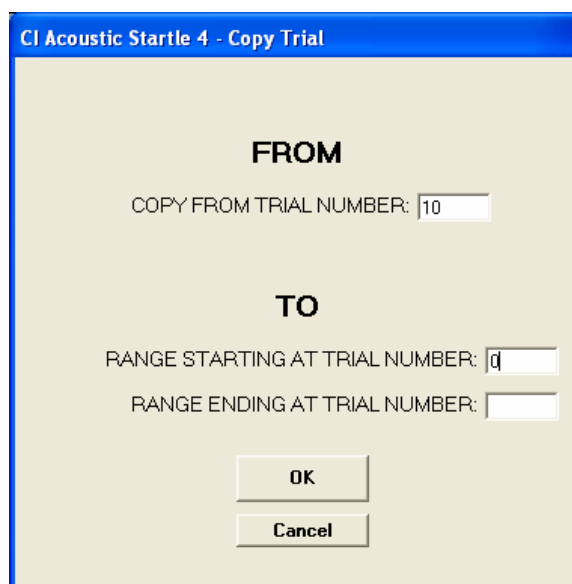 CI Acoustic Startle 4 - Copy Trial
FROM
COPY FROM TRIAL NUMBER: 10
TO
RANGE STARTING AT TRIAL NUMBER: 0
RANGE ENDING AT TRIAL NUMBER:
OK
Cancel